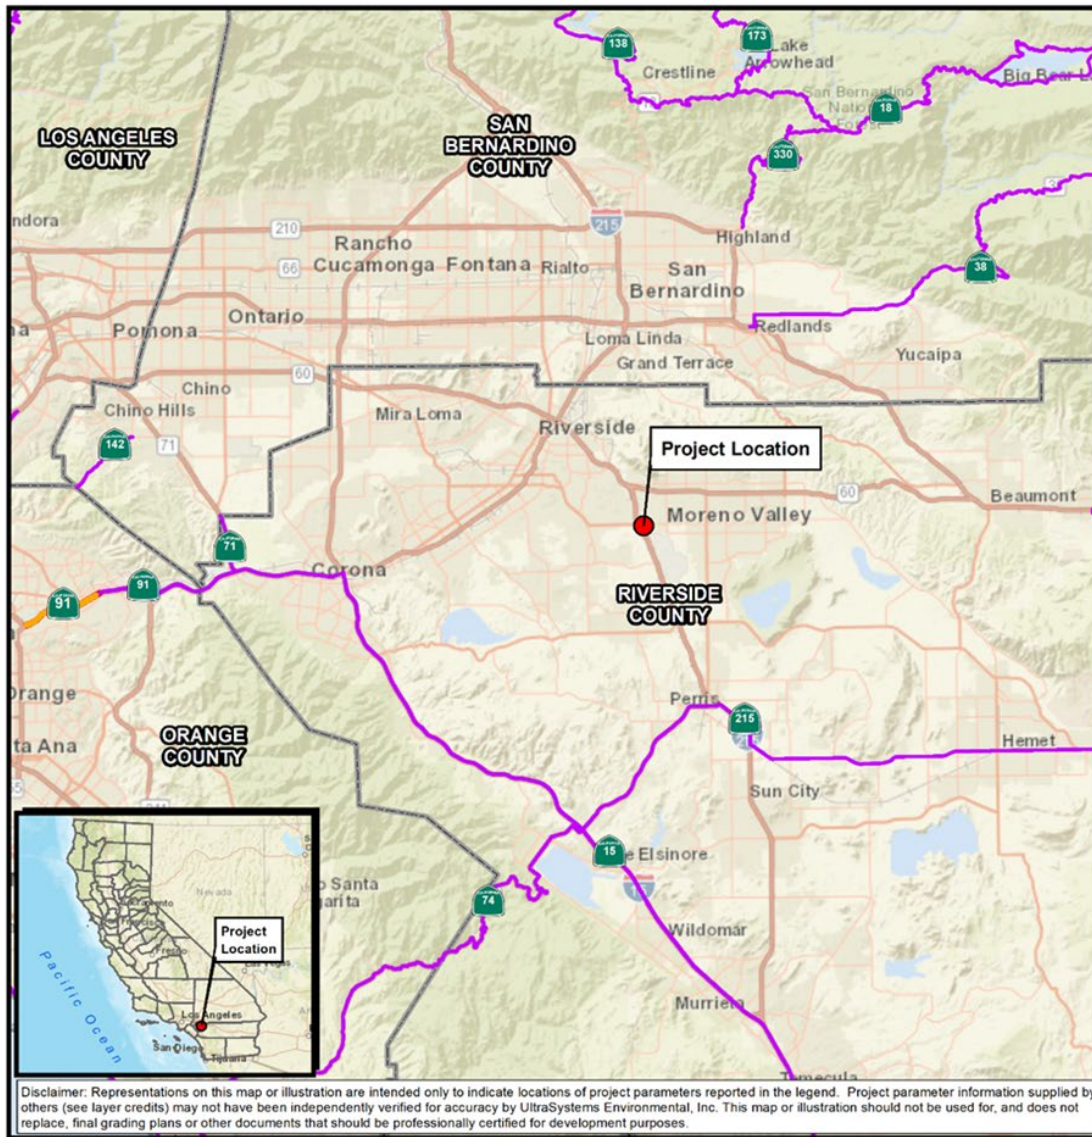 138
173
Lake
Arrowhead
Crestline
Big Bear
San Bernardino
18
LOS ANGELES
COUNTY
SAN
BERNARDINO
COUNTY
330
210
215
Highland
Rancho
Cucamonga
Fontana
Rialto
66
San
Bernardino
38
Ontario
Pomona
Redlands
Loma Linda
Grand Terrace
Yucaipa
Chino
60
Chino Hills
Mira Loma
Riverside
142
71
Project Location
60
Beaumont
Moreno Valley
71
Corona
91
91
RIVERSIDE
COUNTY
Perris
215
Hemet
ORANGE
COUNTY
Sun City
15
Elsinore
74
Wildomar
Murrieta
Project
Location
Nevada
Sacramento
Fresno
Pacific Ocean
Los Angeles
San Diego
Tijuana
Disclaimer: Representations on this map or illustration are intended only to indicate locations of project parameters reported in the legend. Project parameter information supplied by
others (see layer credits) may not have been independently verified for accuracy by UltraSystems Environmental, Inc. This map or illustration should not be used for, and does not
replace, final grading plans or other documents that should be professionally certified for development purposes.